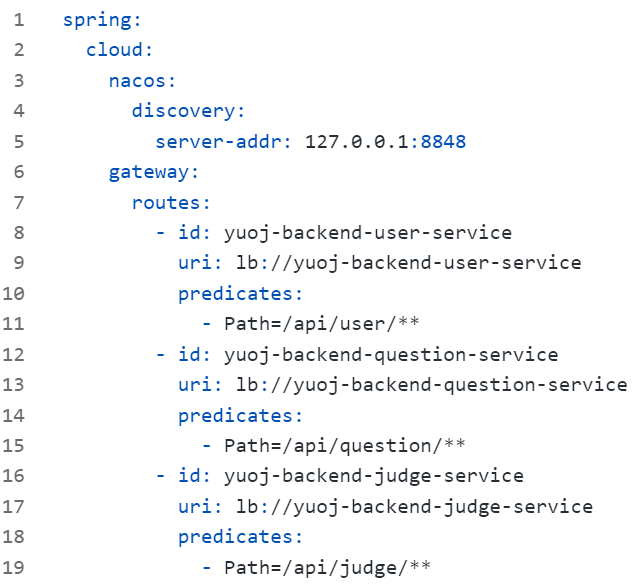 1 spring:
2   cloud:
3     nacos:
4       discovery:
5         server-addr: 127.0.0.1:8848
6     gateway:
7       routes:
8         - id: yuoj-backend-user-service
9           uri: lb://yuoj-backend-user-service
10           predicates:
11             - Path=/api/user/**
12         - id: yuoj-backend-question-service
13           uri: lb://yuoj-backend-question-service
14           predicates:
15             - Path=/api/question/**
16         - id: yuoj-backend-judge-service
17           uri: lb://yuoj-backend-judge-service
18           predicates:
19             - Path=/api/judge/**